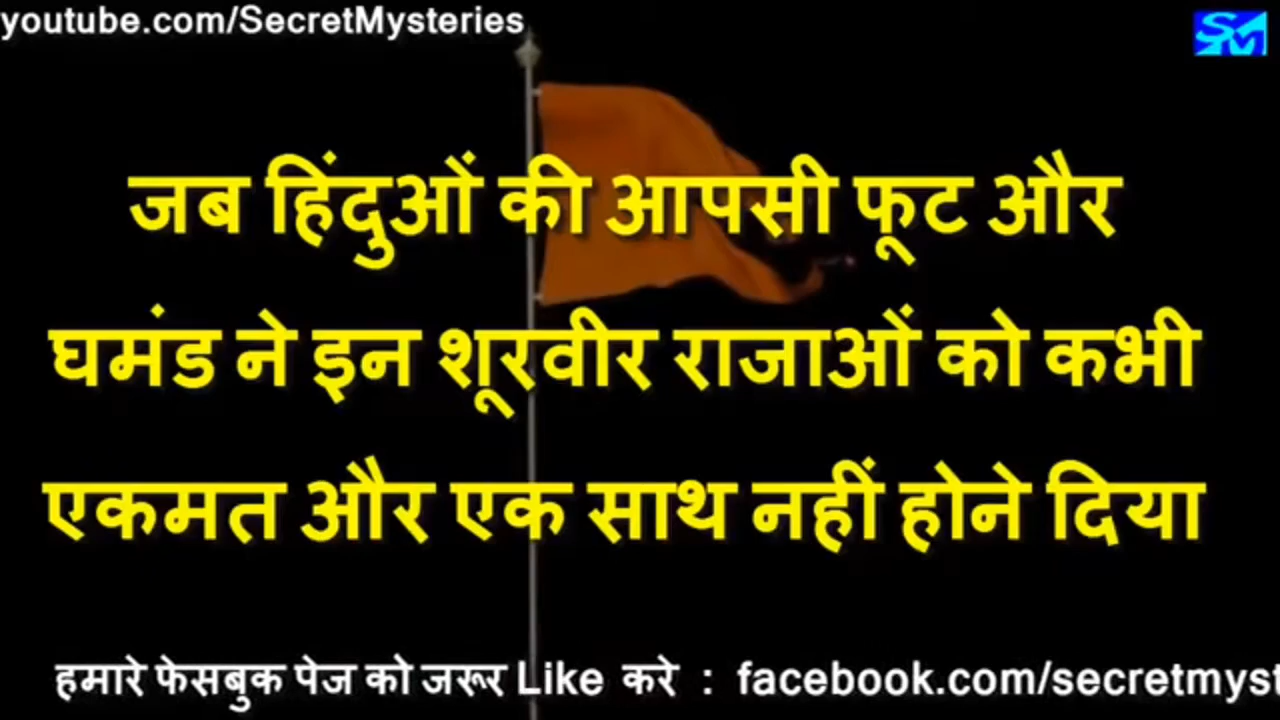 youtube.com/SecretMysteries
SM
जब हिंदुओं की आपसी फूट और
घमंड ने इन शूरवीर राजाओं को कभी
एकमत और एक साथ नहीं होने दिया
हमारे फेसबुक पेज को जरूर Like करे : facebook.com/secretmyst